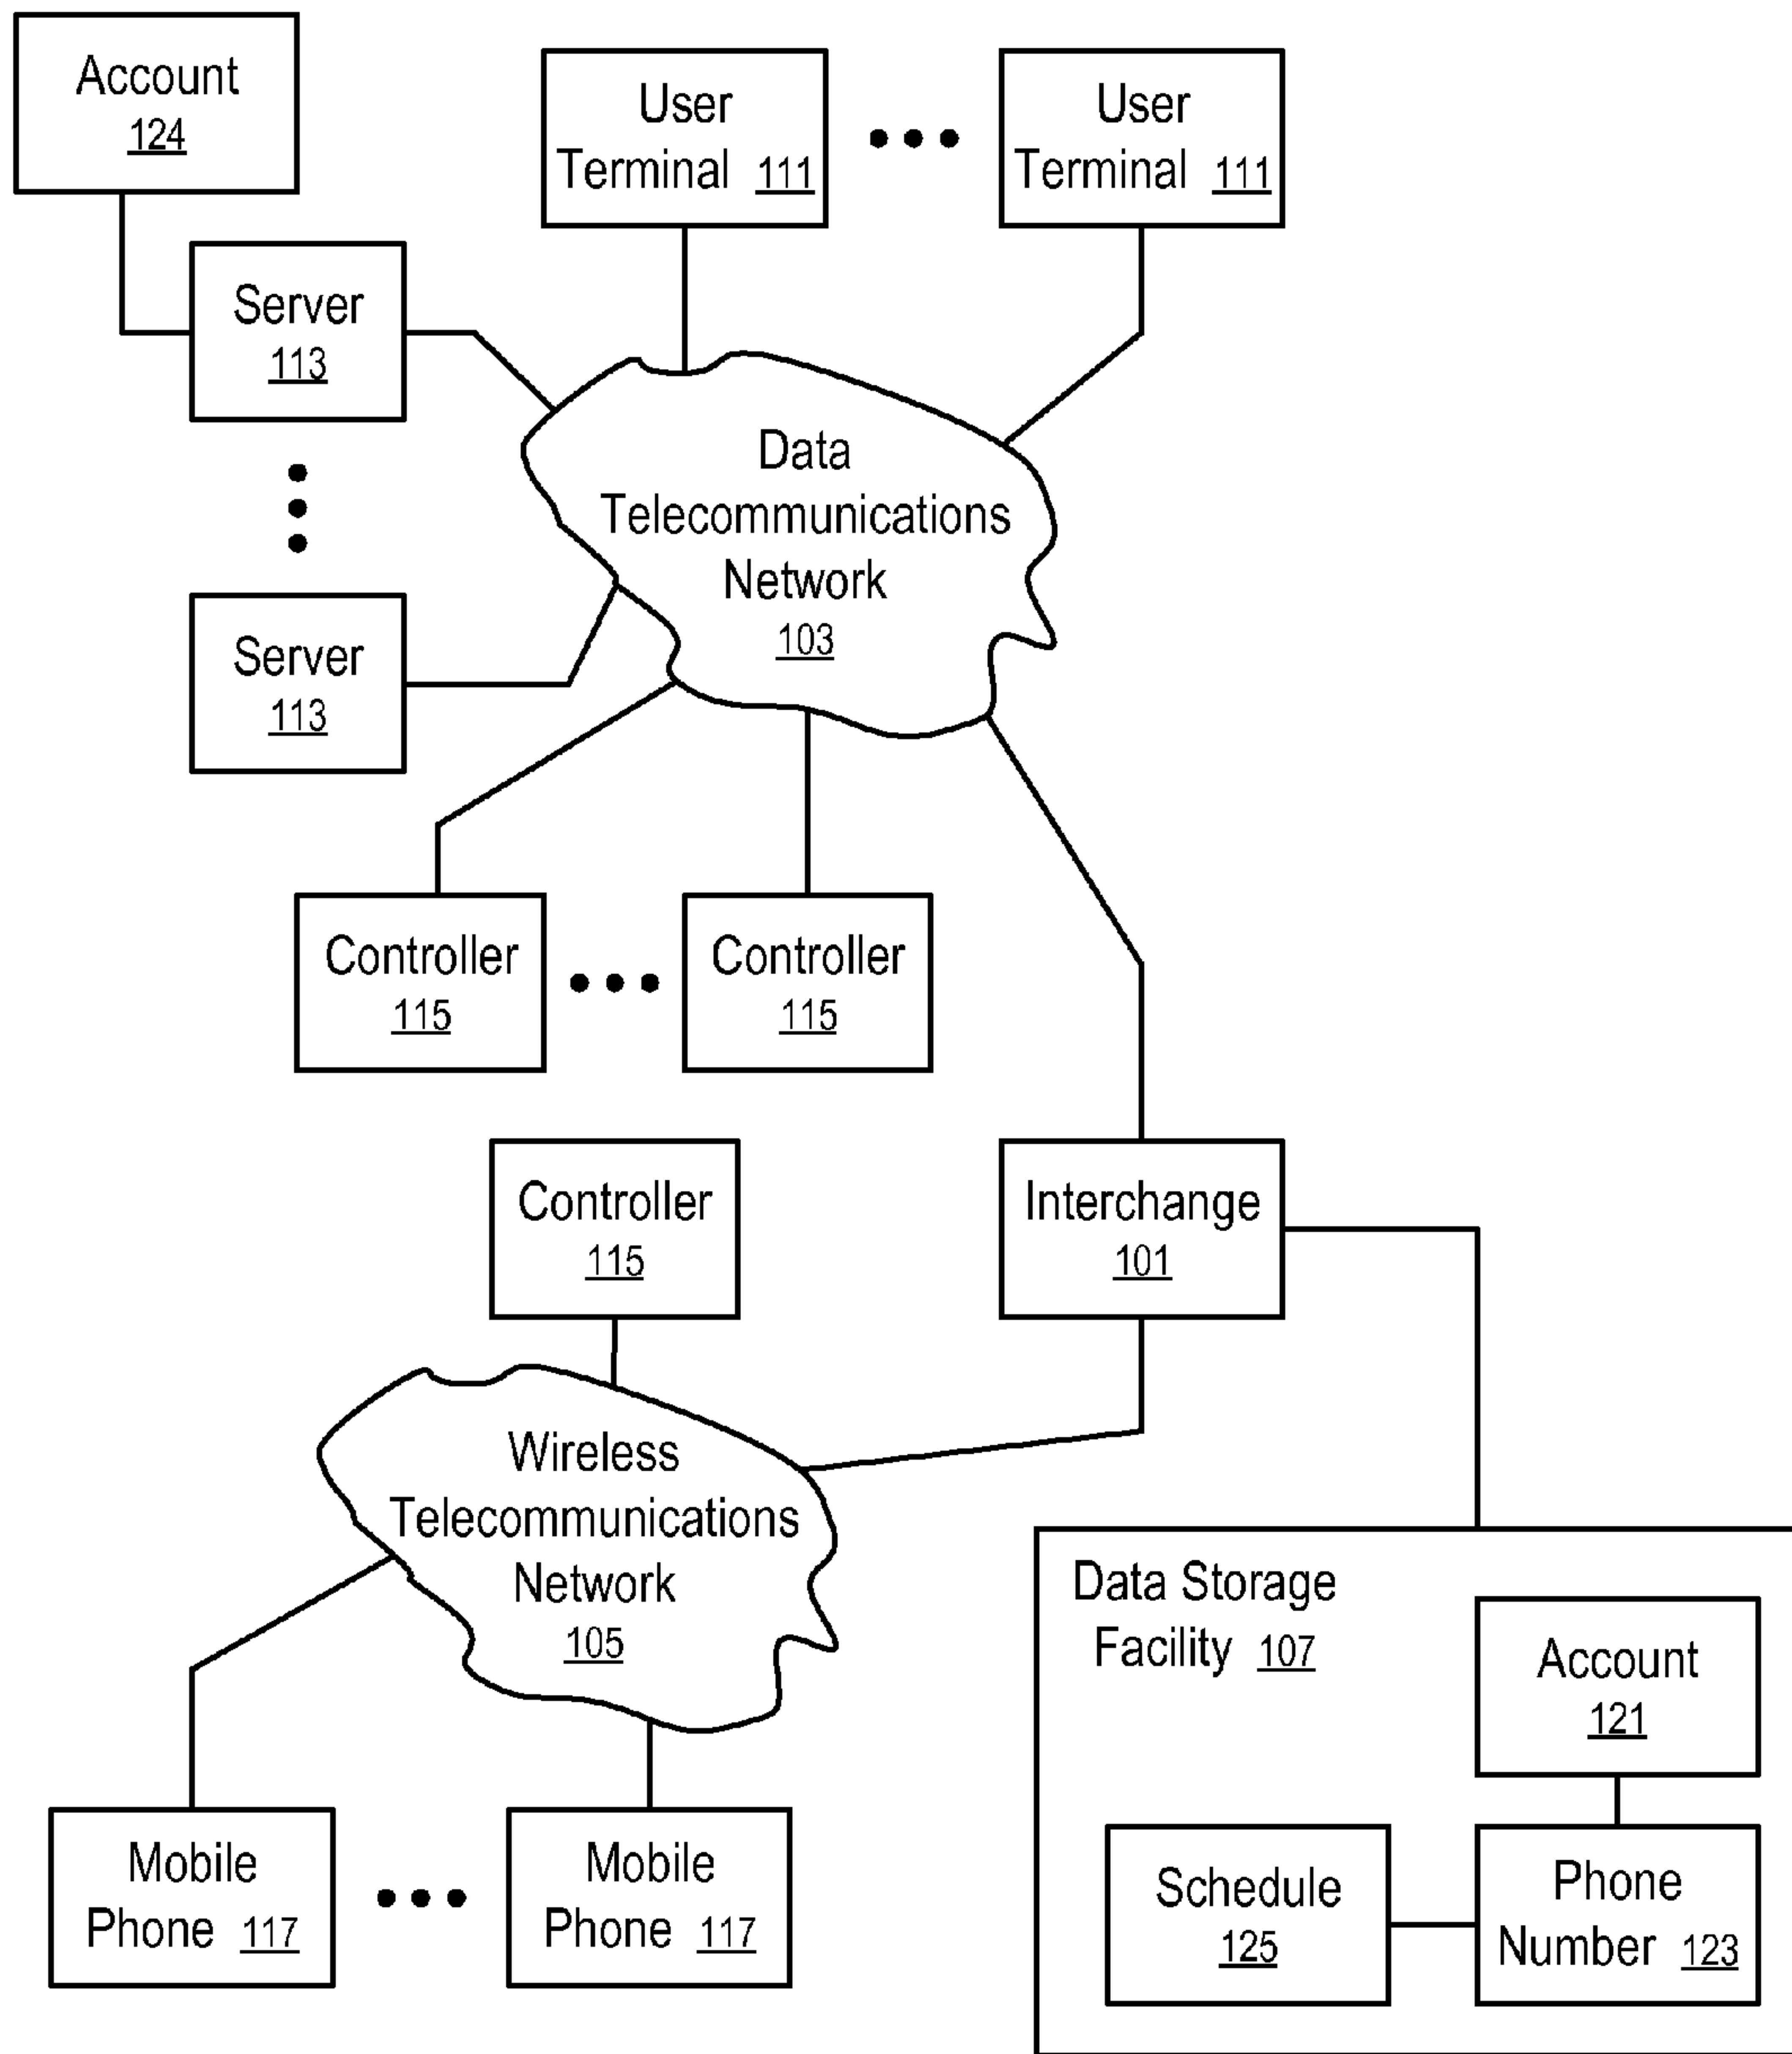 Account
124
User
Terminal 111
User
Terminal 111
Server
113
Data
Telecommunications
Network
103
Server
113
Controller
115
Controller
115
Controller
115
Interchange
101
Wireless
Telecommunications
Network
105
Data Storage
Facility 107
Account
121
Mobile
Phone 117
Mobile
Phone 117
Schedule
125
Phone
Number 123